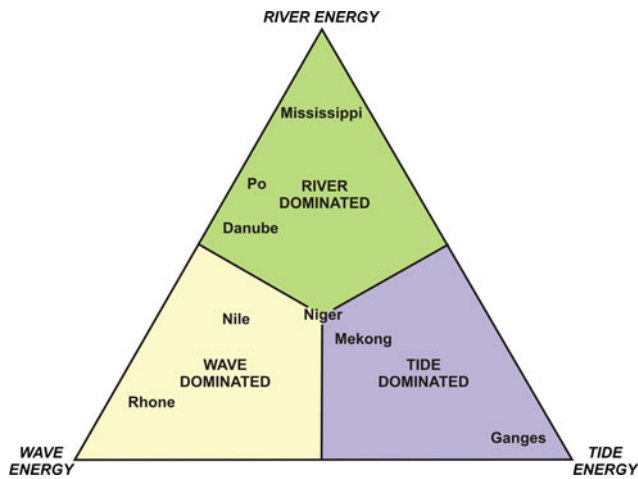 RIVER ENERGY
Mississippi
Po
RIVER
DOMINATED
Danube
Niger
Nile
Mekong
WAVE
DOMINATED
TIDE
DOMINATED
Rhone
Ganges
WAVE
ENERGY
TIDE
ENERGY